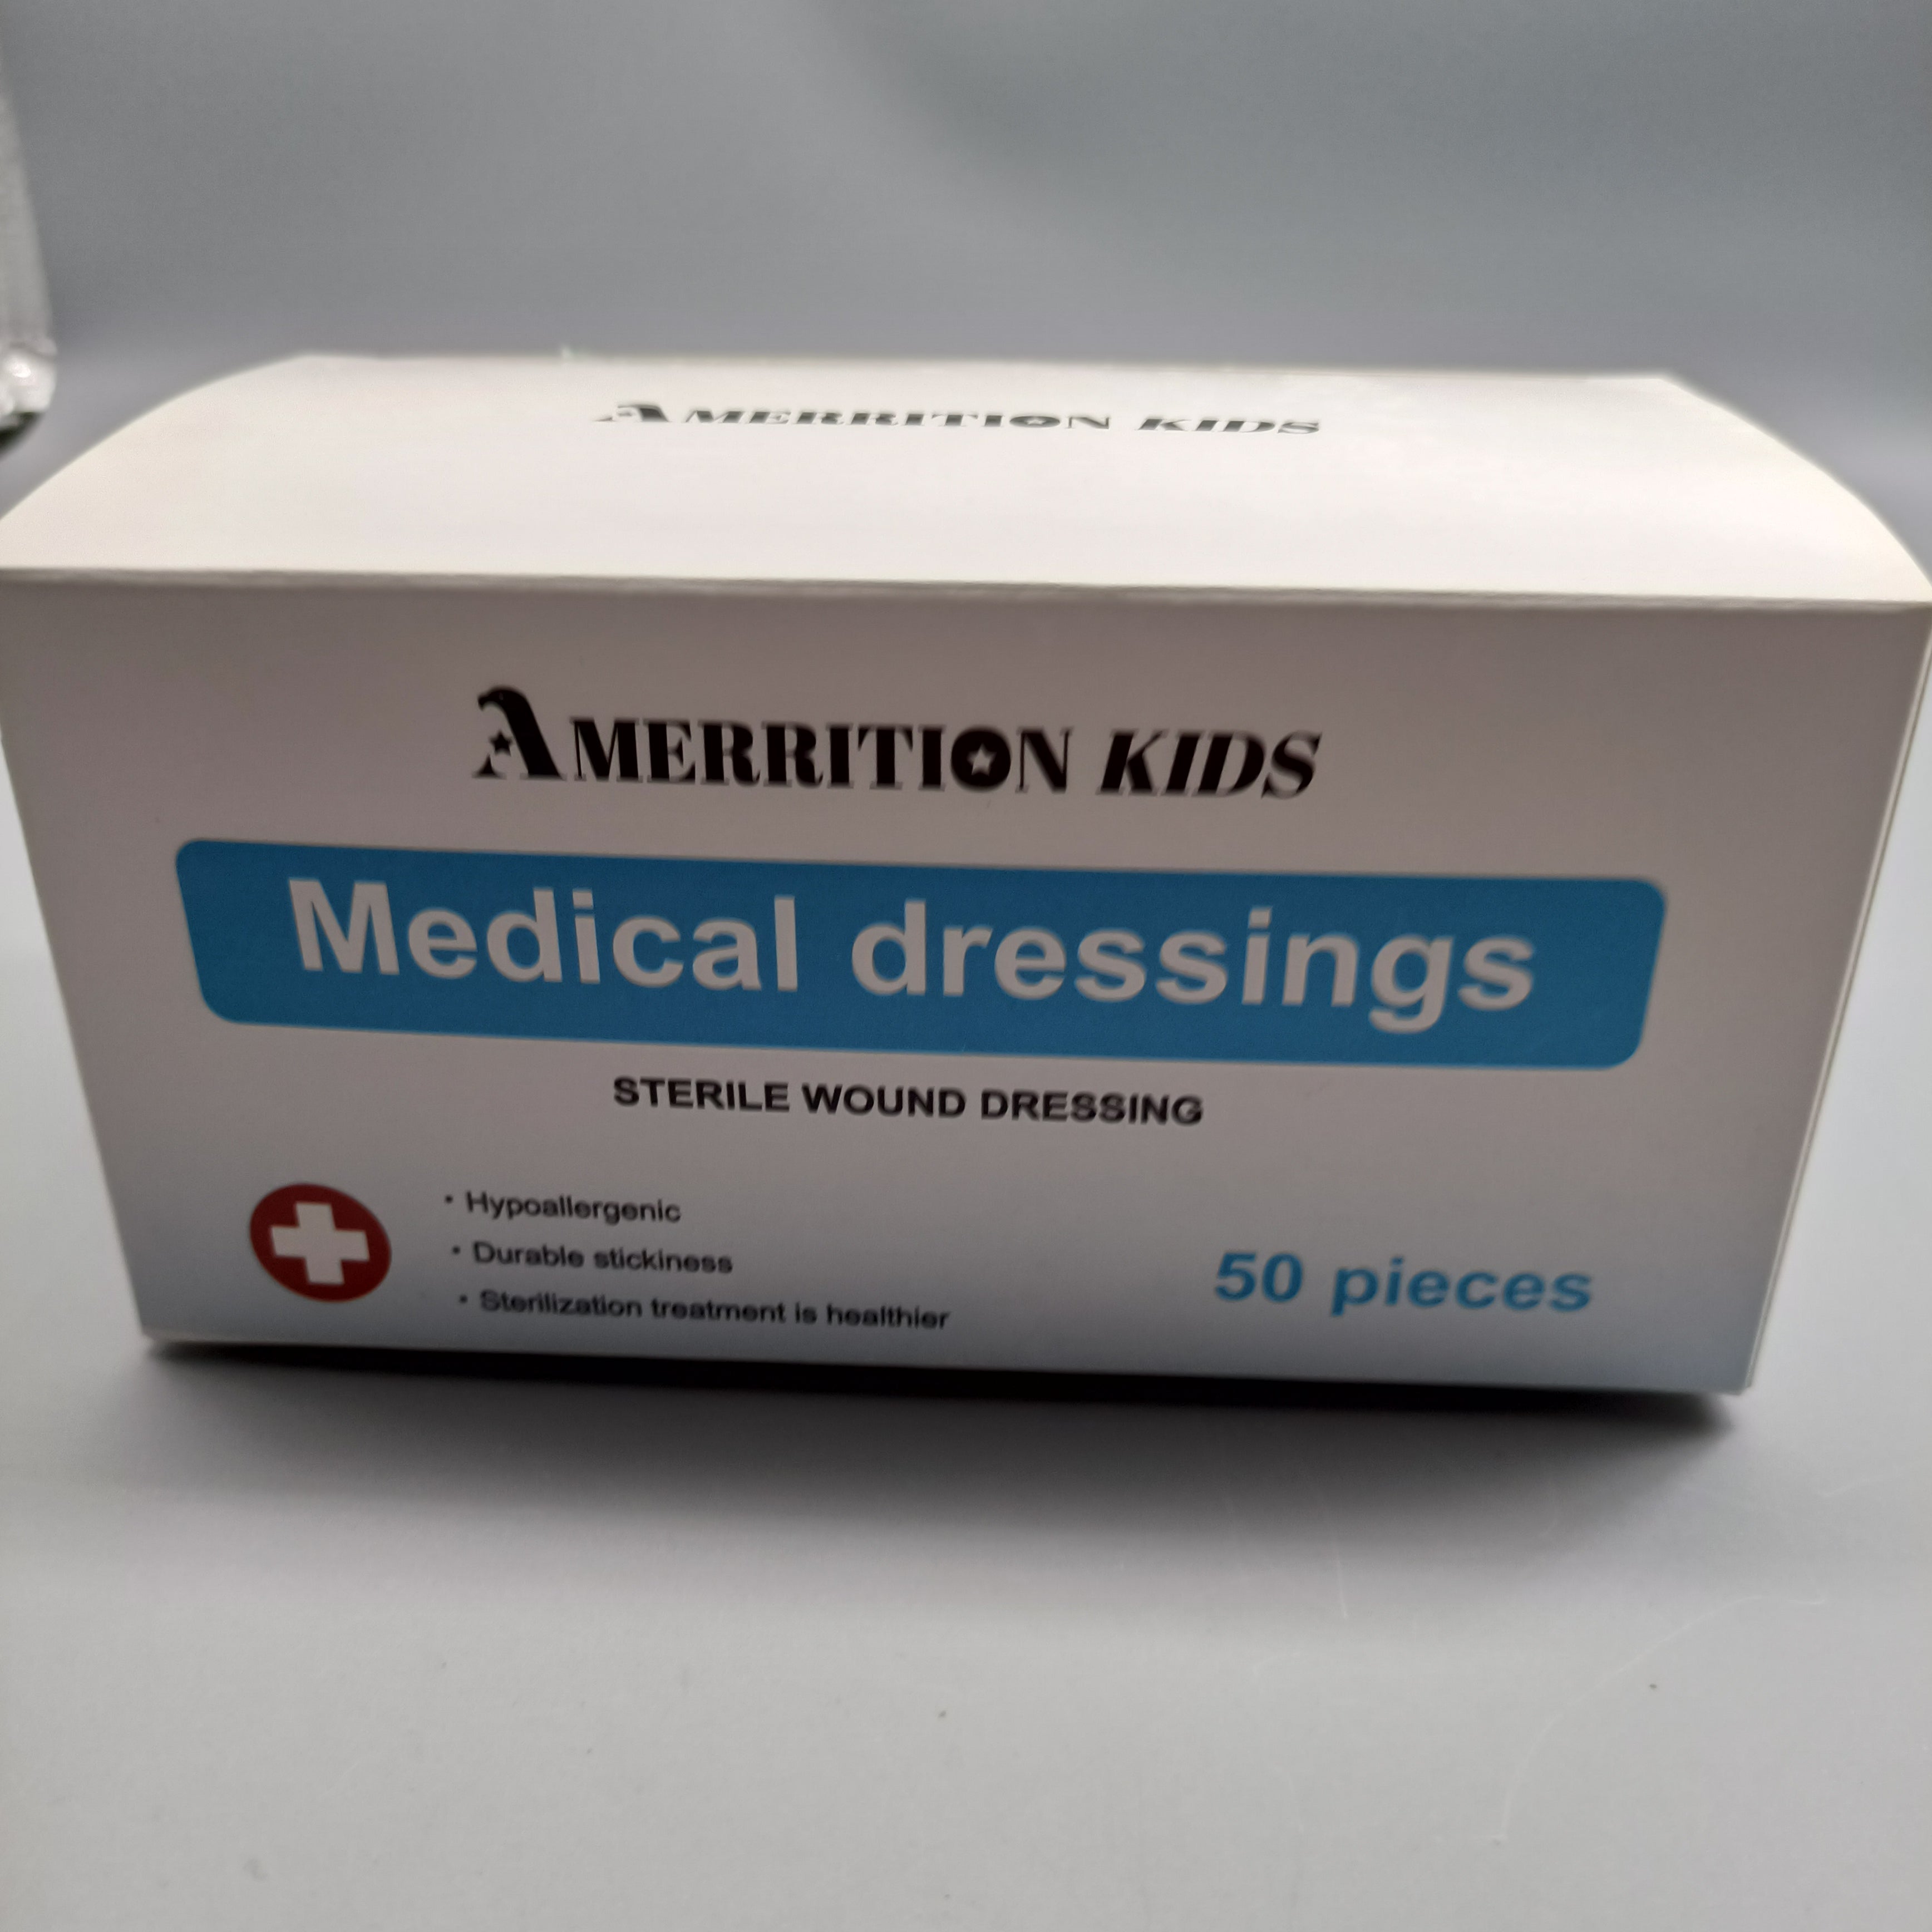 AMERRITION KIDS
AMERRITION KIDS
Medical dressings
STERILE WOUND DRESSING
• Hypoallergenic
• Durable stickiness
• Sterilization treatment is healthier
50 pieces